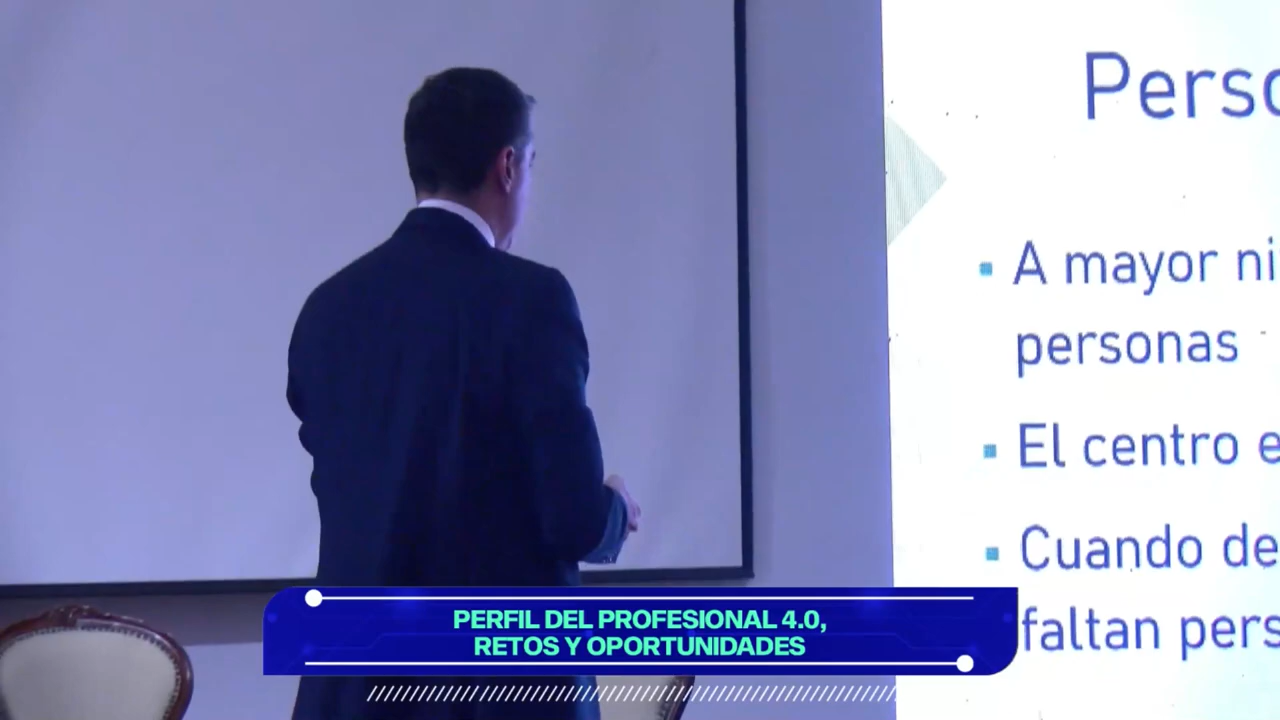 Perso
A mayor ni
personas
El centro e
Cuando de
faltan pers
PERFIL DEL PROFESIONAL 4.0,
RETOS Y OPORTUNIDADES